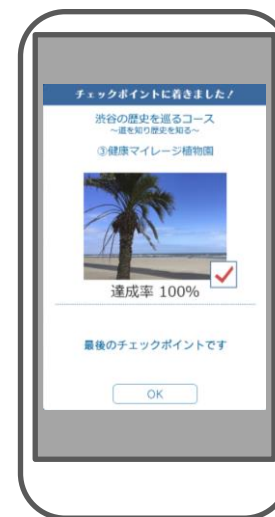 チェックポイントに着きました!
渋谷の歴史を巡るコース
~道を知り歴史を知る~
③健康マイレージ植物園
達成率 100%
最後のチェックポイントです
OK